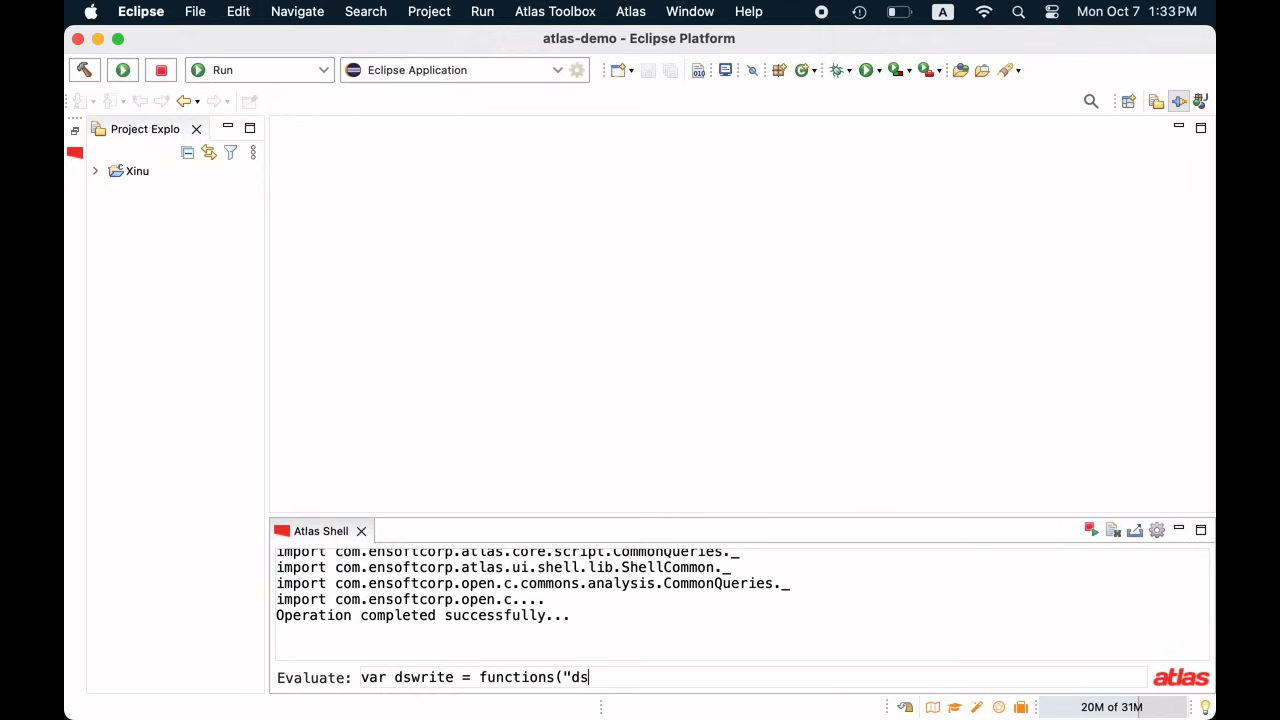 Eclipse File Edit Navigate Search Project Run Atlas Toolbox Atlas Window Help A Mon Oct 7 1:33 PM
atlas-demo - Eclipse Platform
Run Eclipse Application
Project Explo
Xinu
Atlas Shell
import com.ensoftcorp.atlas.core.script.CommonQueries._
import com.ensoftcorp.atlas.ui.shell.lib.ShellCommon._
import com.ensoftcorp.open.c.commons.analysis.CommonQueries._
import com.ensoftcorp.open.c....
Operation completed successfully...
Evaluate: var dswrite = functions("ds
atlas
20M of 31M